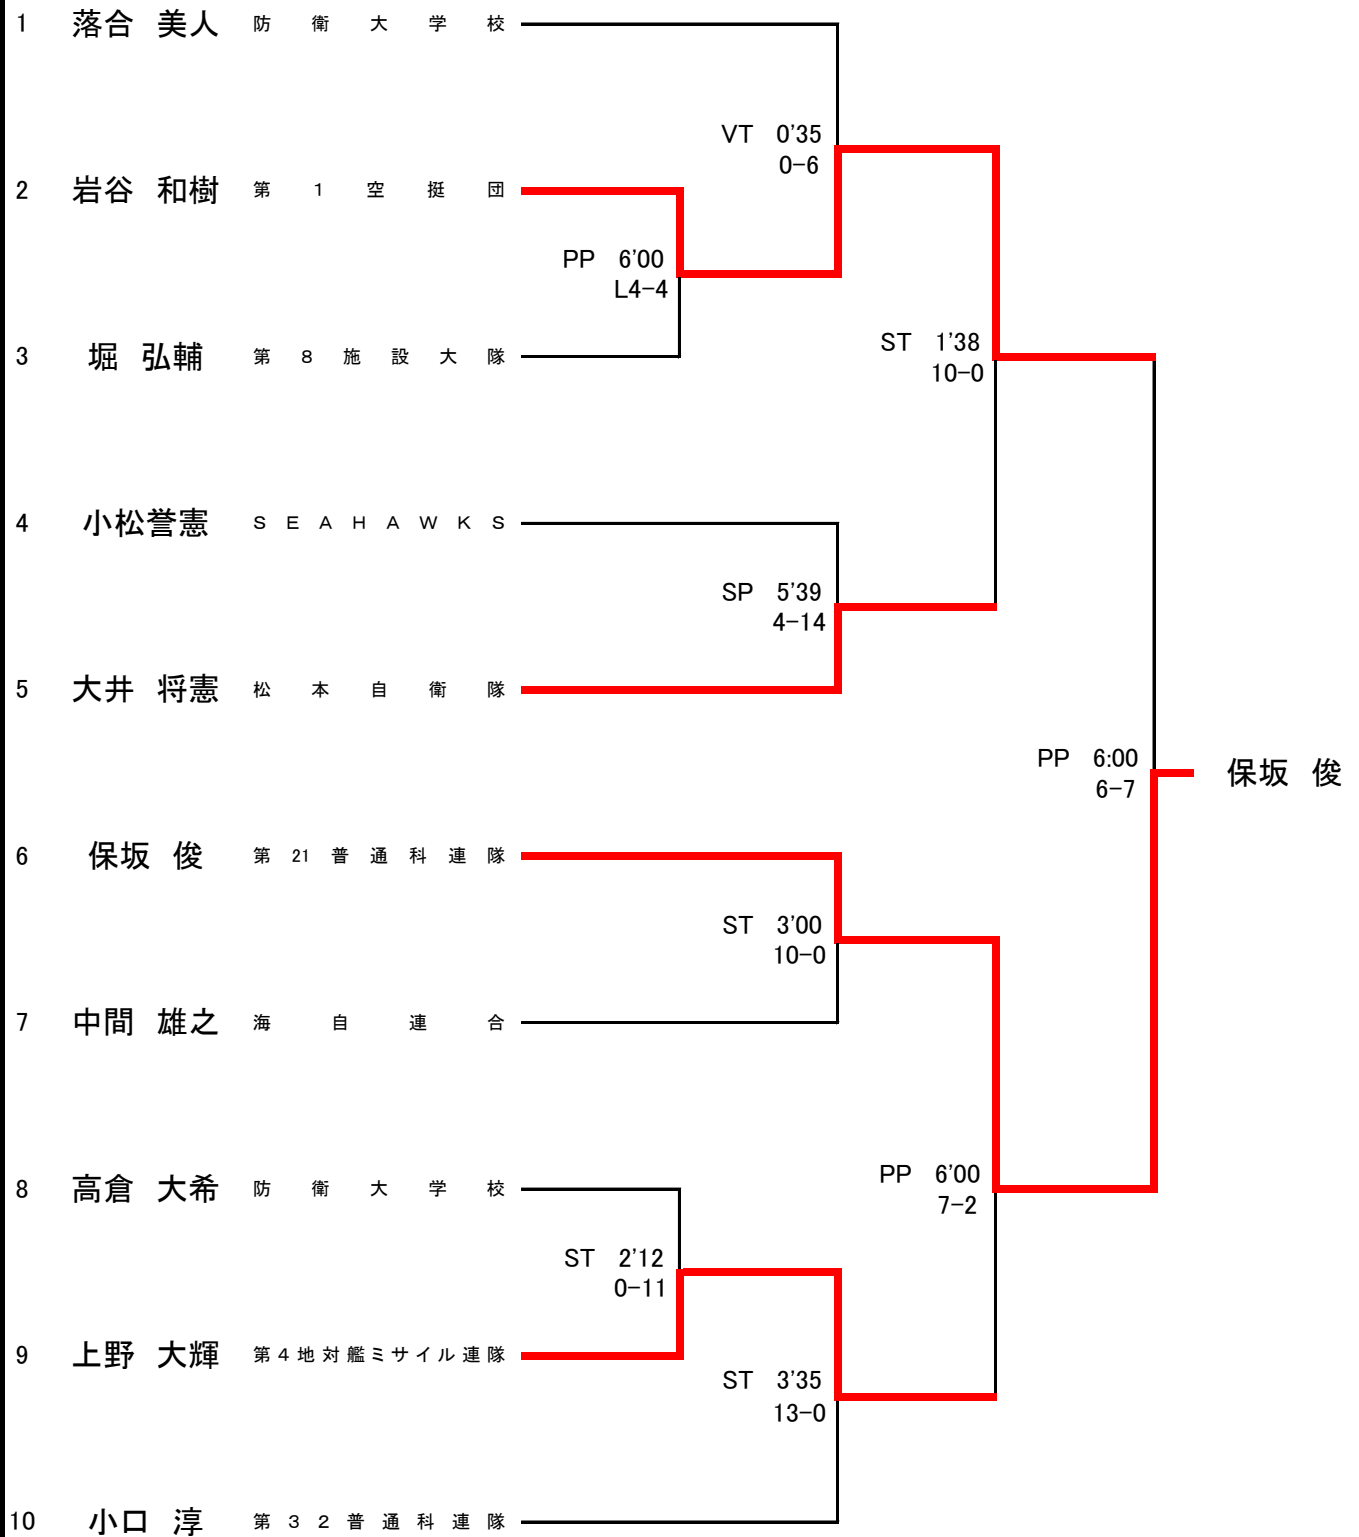 1 落合 美人 防衛大学校
VT 0'35
0-6
2 岩谷 和樹 第1空挺団
PP 6'00
L4-4
3 堀 弘輔 第8施設大隊
ST 1'38
10-0
4 小松誉憲 SEAHAWKS
SP 5'39
4-14
5 大井 将憲 松本自衛隊
PP 6:00
6-7
保坂 俊
6 保坂 俊 第21普通科連隊
ST 3'00
10-0
7 中間 雄之 海自連合
8 高倉 大希 防衛大学校
PP 6'00
7-2
ST 2'12
0-11
9 上野 大輝 第4地対艦ミサイル連隊
ST 3'35
13-0
10 小口 淳 第32普通科連隊